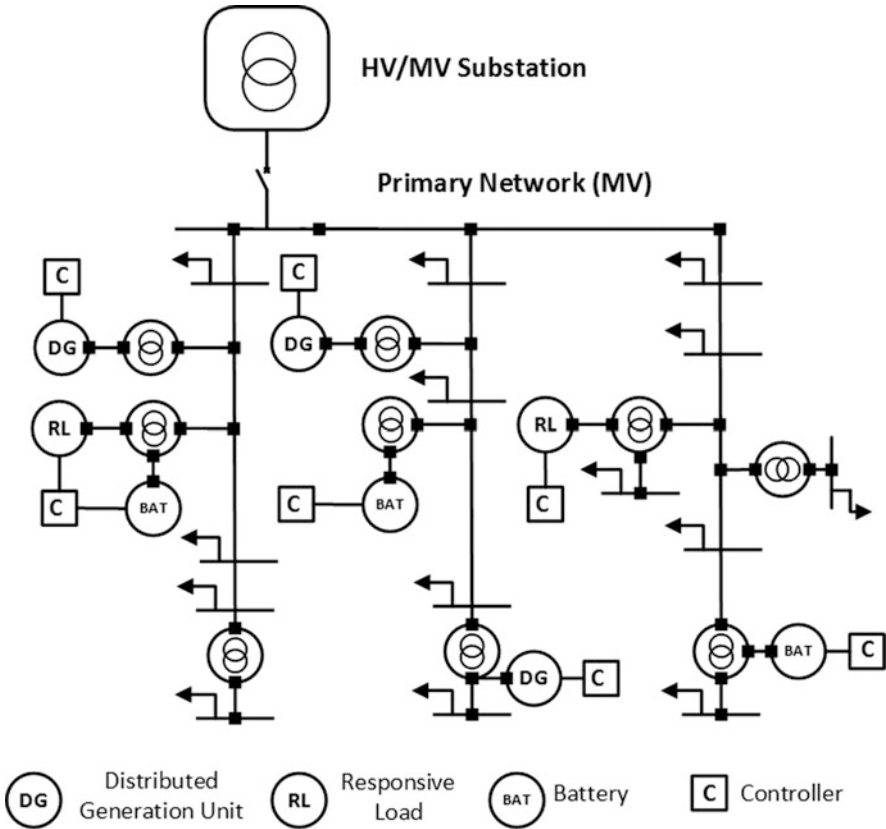 HV/MV Substation
Primary Network (MV)
C
C
DG
DG
RL
RL
C
BAT
C
BAT
C
DG
C
BAT
C
DG
Distributed
Generation Unit
RL
Responsive
Load
BAT
Battery
C
Controller